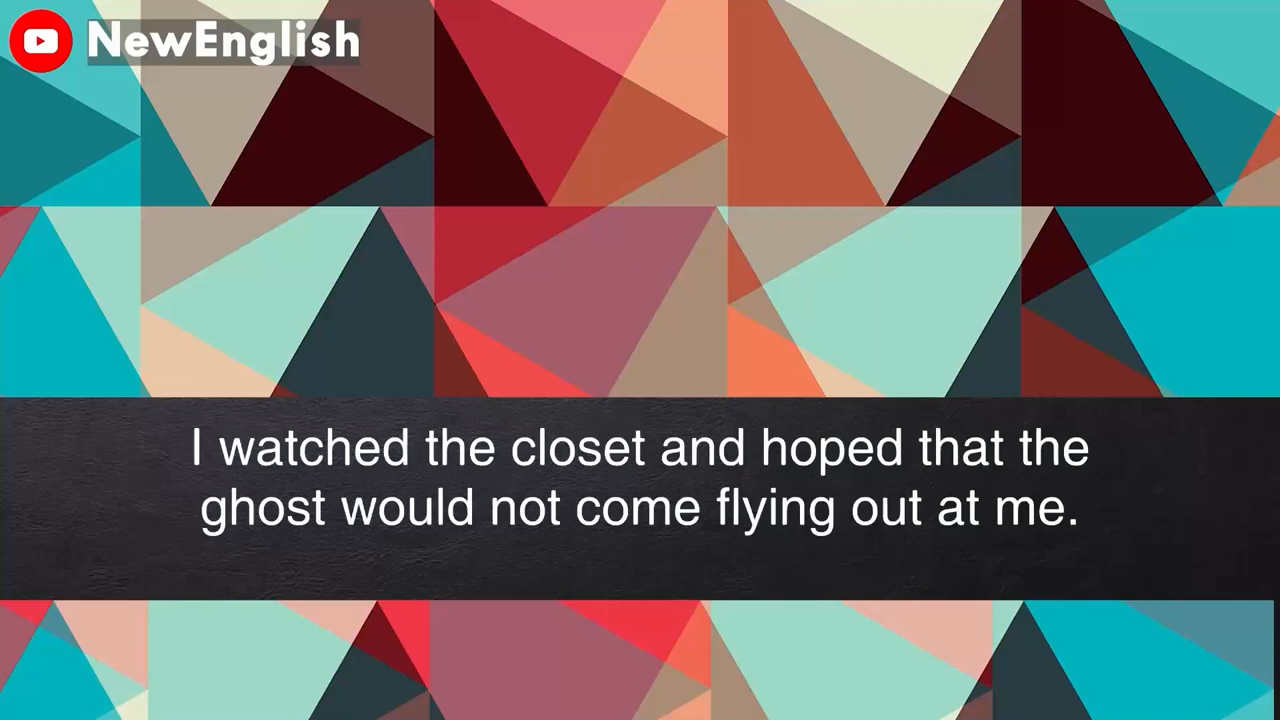 NewEnglish
I watched the closet and hoped that the
ghost would not come flying out at me.